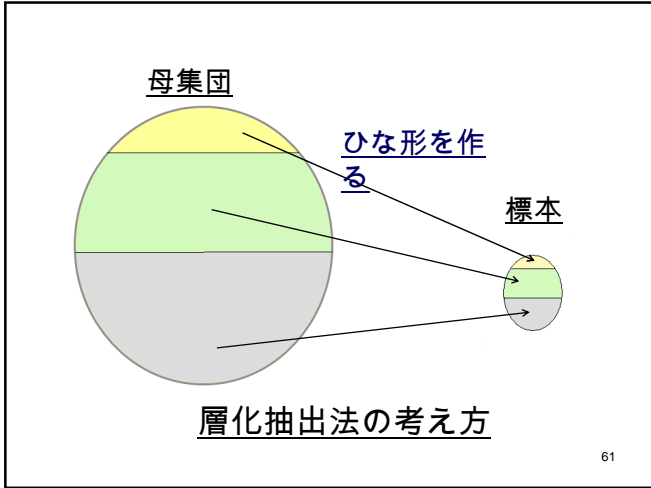 母集団
ひな形を作
る
標本
層化抽出法の考え方
61